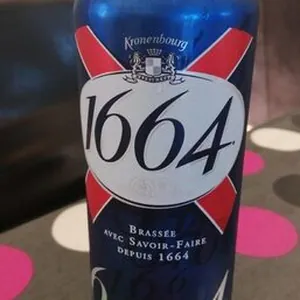 Kronenbourg
1664
BRASSÉE
AVEC SAVOIR-FAIRE
DEPUIS 1664